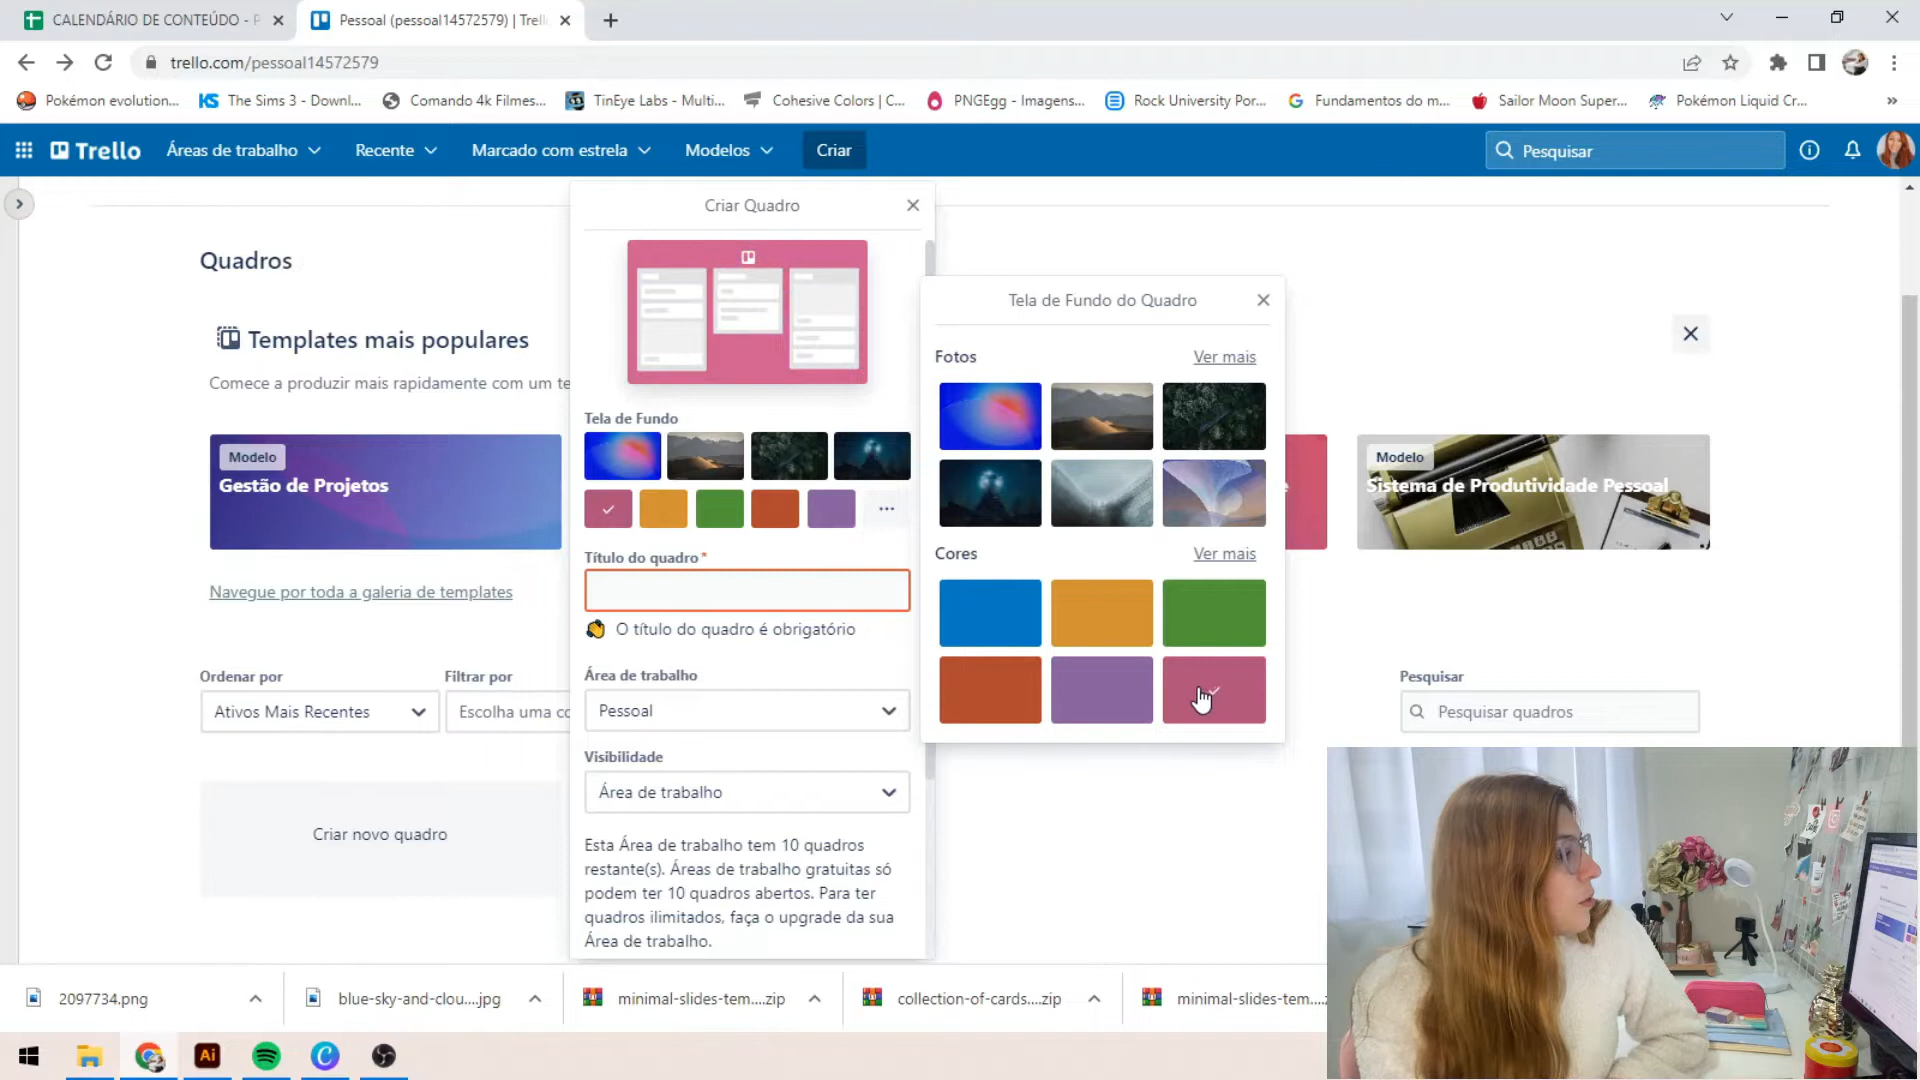 CALENDÁRIO DE CONTEÚDO - P
Pessoal (pessoal14572579) | Trell
trello.com/pessoal14572579
Pokémon evolution...
KS The Sims 3 - Downl...
Comando 4k Filmes...
TinEye Labs - Multi...
Cohesive Colors | C...
PNGEgg - Imagens...
Rock University Por...
Fundamentos do m...
Sailor Moon Super...
Pokémon Liquid Cr...
»
Trello
Áreas de trabalho
Recente
Marcado com estrela
Modelos
Criar
Pesquisar
Criar Quadro
Quadros
Templates mais populares
Comece a produzir mais rapidamente com um te
Modelo
Gestão de Projetos
Navegue por toda a galeria de templates
Ordenar por
Ativos Mais Recentes
Filtrar por
Escolha uma co
Criar novo quadro
Tela de Fundo
Título do quadro*
O título do quadro é obrigatório
Área de trabalho
Pessoal
Visibilidade
Área de trabalho
Esta Área de trabalho tem 10 quadros
restante(s). Áreas de trabalho gratuitas só
podem ter 10 quadros abertos. Para ter
quadros ilimitados, faça o upgrade da sua
Área de trabalho.
Tela de Fundo do Quadro
Fotos
Ver mais
Cores
Ver mais
e
Modelo
Sistema de Produtividade Pessoal
Pesquisar
Pesquisar quadros
2097734.png
blue-sky-and-clou....jpg
minimal-slides-tem....zip
collection-of-cards....zip
minimal-slides-tem....z
Ai